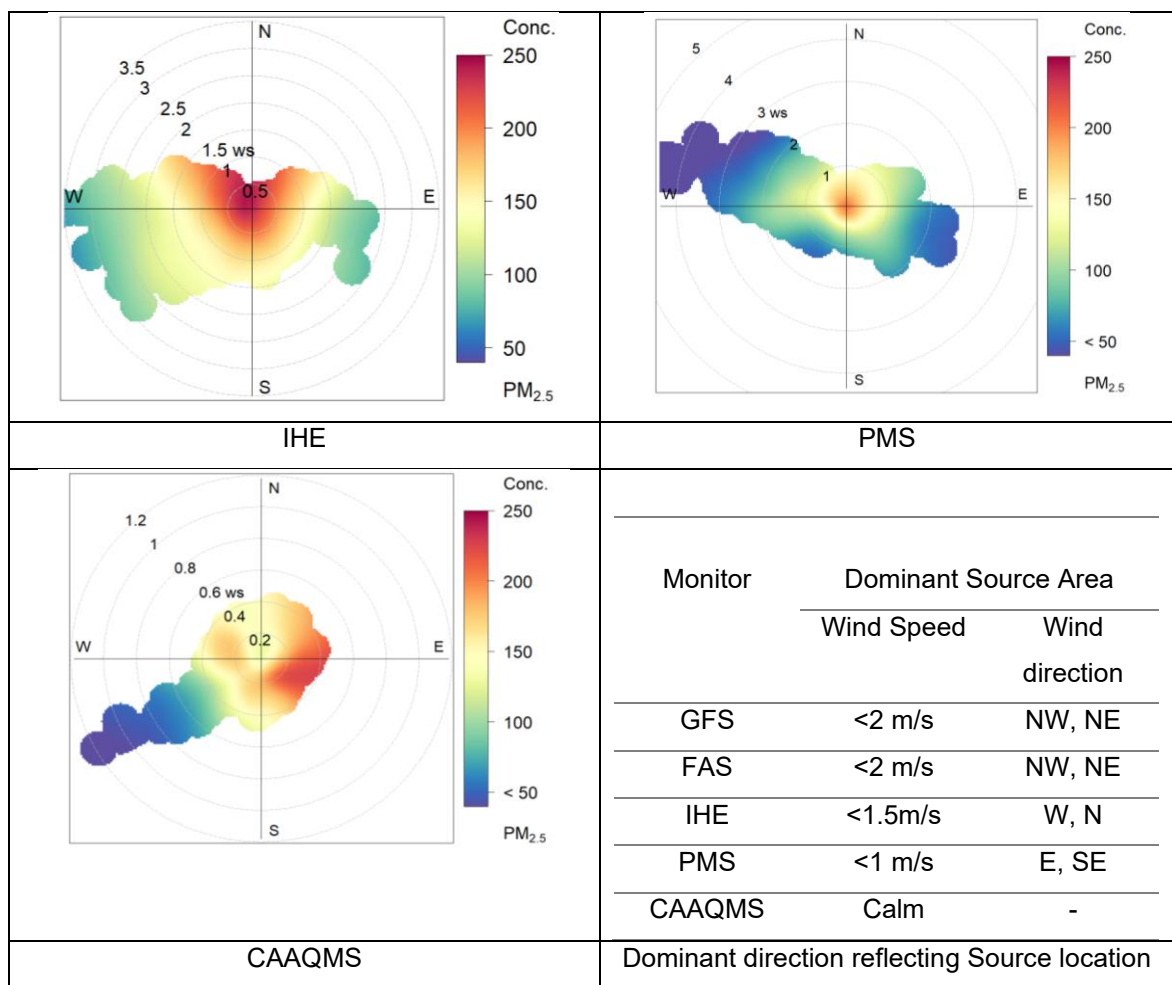 Conc.
N
250
3.5
3
2.5
200
2
1.5 ws
1
W
0.5
E
150
100
50
S
PM2.5
IHE
Conc.
5
N
250
4
3 ws
200
2
1
150
W
E
100
< 50
S
PM2.5
PMS
Conc.
N
250
1.2
1
0.8
200
0.6 ws
0.4
W
0.2
E
150
100
< 50
S
PM2.5
CAAQMS
Monitor Dominant Source Area
Wind Speed Wind
direction
GFS <2 m/s NW, NE
FAS <2 m/s NW, NE
IHE <1.5m/s W, N
PMS <1 m/s E, SE
CAAQMS Calm -
Dominant direction reflecting Source location